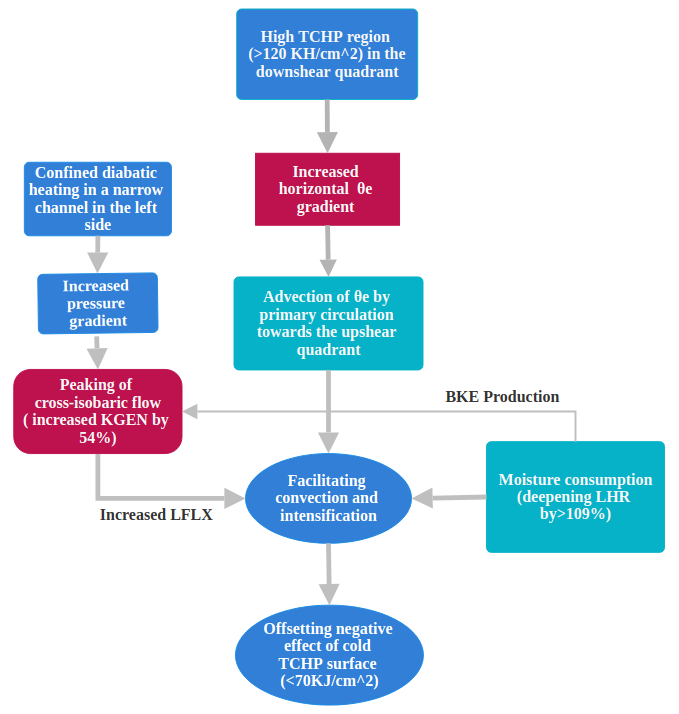 High TCHP region
(>120 KH/cm^2) in the
downshear quadrant
Increased
horizontal  θe
gradient
Confined diabatic
heating in a narrow
channel in the left
side
Increased
pressure
gradient
Advection of θe by
primary circulation
towards the upshear
quadrant
Peaking of
cross-isobaric flow
( increased KGEN by
54%)
BKE Production
Facilitating
convection and
intensification
Moisture consumption
(deepening LHR
by>109%)
Increased LFLX
Offsetting negative
effect of cold
TCHP surface
(<70KJ/cm^2)